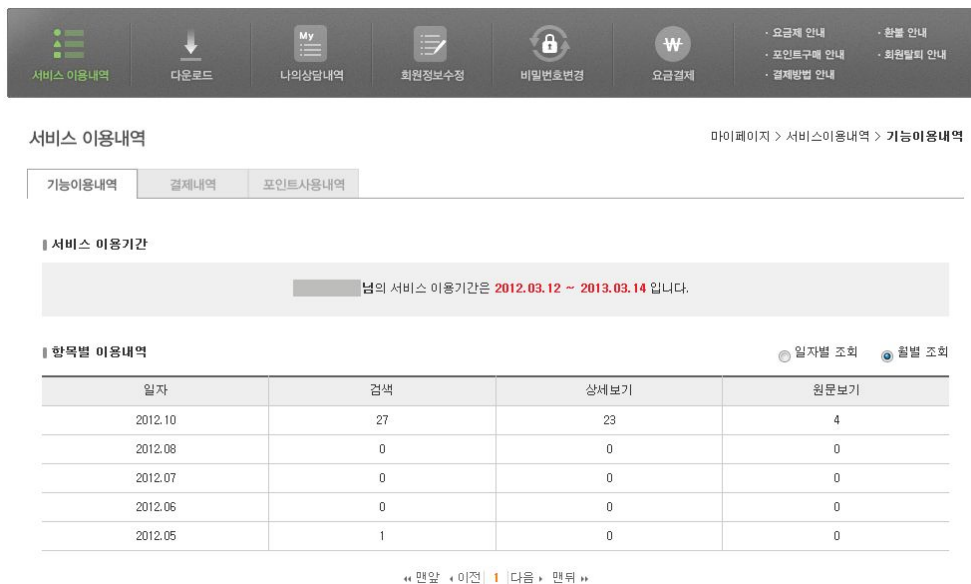 · 요금제 안내 · 환불 안내
My
· 포인트구매 안내 · 회원탈퇴 안내
서비스 이용내역 다운로드 나의상담내역 회원정보수정 비밀번호변경 요금결제 · 결제방법 안내
서비스 이용내역 마이페이지 > 서비스이용내역 > 기능이용내역
기능이용내역 결제내역 포인트사용내역
서비스 이용기간
님의 서비스 이용기간은 2012.03.12 ~ 2013.03.14 입니다.
항목별 이용내역 일자별 조회 월별 조회
일자 검색 상세보기 원문보기
2012.10 27 23 4
2012.08 0 0 0
2012.07 0 0 0
2012.06 0 0 0
2012.05 1 0 0
맨앞 이전 | 1 | 다음 맨뒤